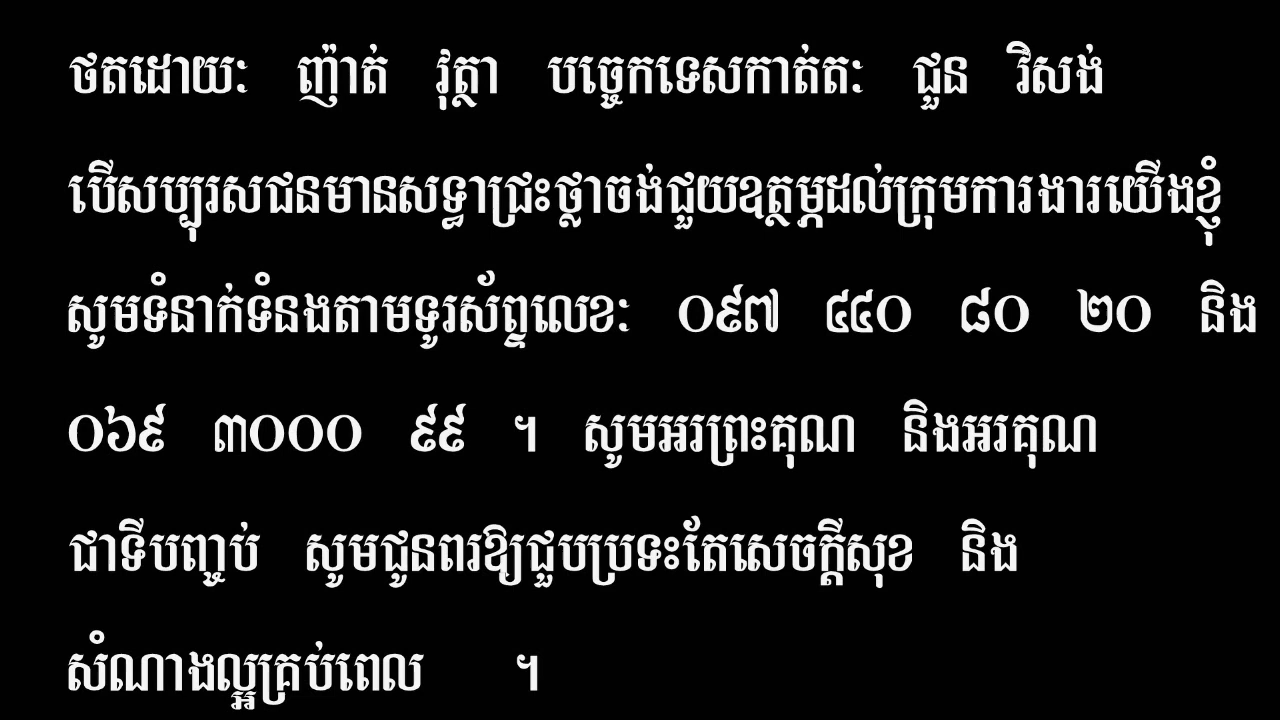 ថតដោយៈ ញ៉ាត់ វុត្ថា បច្ចេកទេសកាត់តៈ ជួន វិសង់
បើសប្បុរសជនមានសទ្ធាជ្រះថ្លាចង់ជួយឧត្ថម្ភដល់ក្រុមការងារយើងខ្ញុំ
សូមទំនាក់ទំនងតាមទូរស័ព្ទលេខៈ ០៩៧ ៤៤០ ៨០ ២០ និង
០៦៩ ៣០០០ ៩៩ ។ សូមអរព្រះគុណ និងអរគុណ
ជាទីបញ្ចប់ សូមជូនពរឱ្យជួបប្រទះតែសេចក្ដីសុខ និង
សំណាងល្អគ្រប់ពេល ។